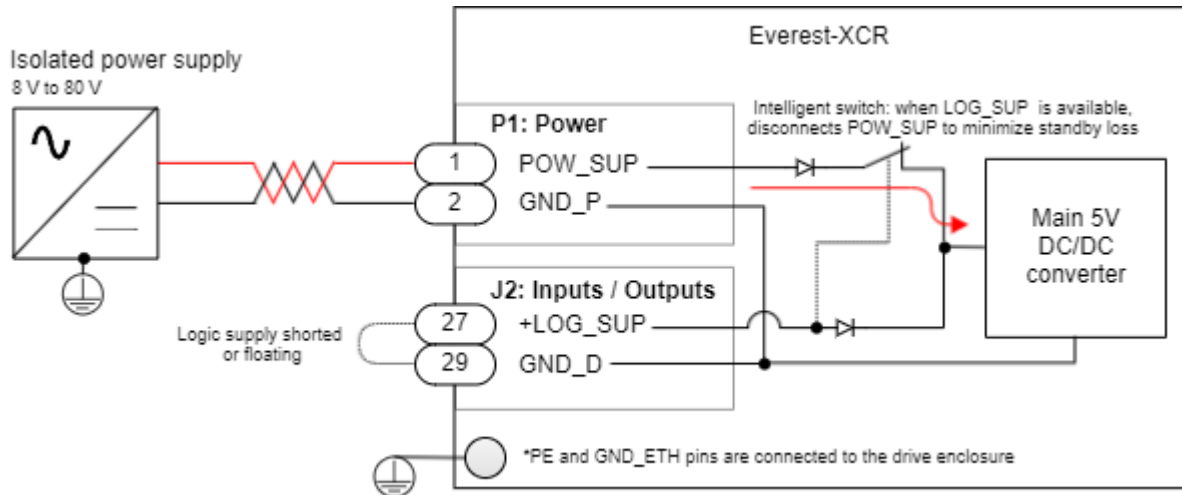 Everest-XCR
Isolated power supply
8 V to 80 V
Intelligent switch: when LOG_SUP is available,
disconnects POW_SUP to minimize standby loss
P1: Power
1
POW_SUP
2
GND_P
Main 5V
DC/DC
converter
J2: Inputs / Outputs
27
+LOG_SUP
Logic supply shorted
or floating
29
GND_D
*PE and GND_ETH pins are connected to the drive enclosure